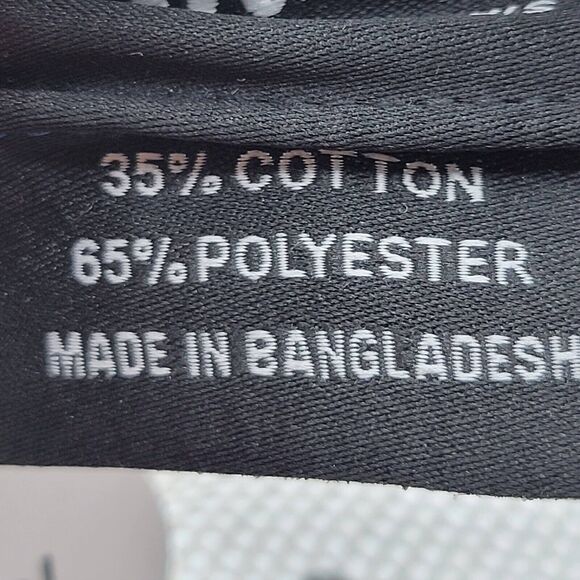 35% COTTON
65% POLYESTER
MADE IN BANGLADESH